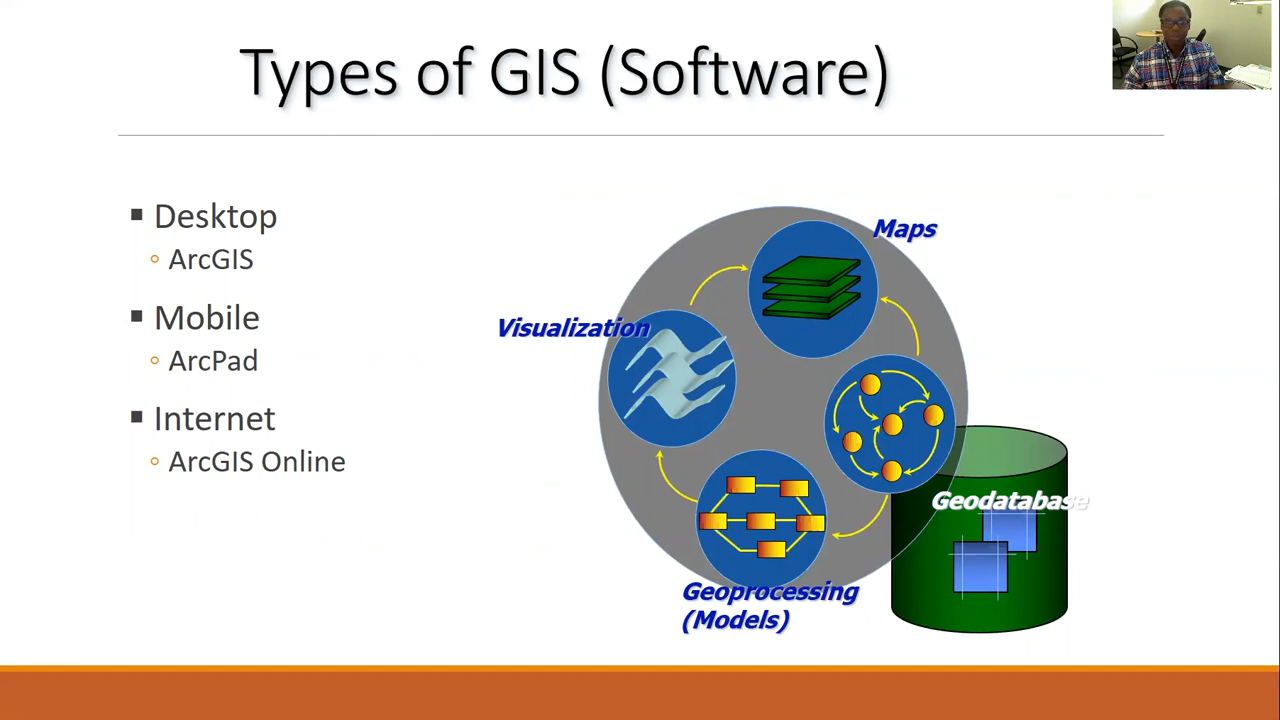 Types of GIS (Software)
Desktop
ArcGIS
Mobile
ArcPad
Internet
ArcGIS Online
Maps
Visualization
Geodatabase
Geoprocessing
(Models)